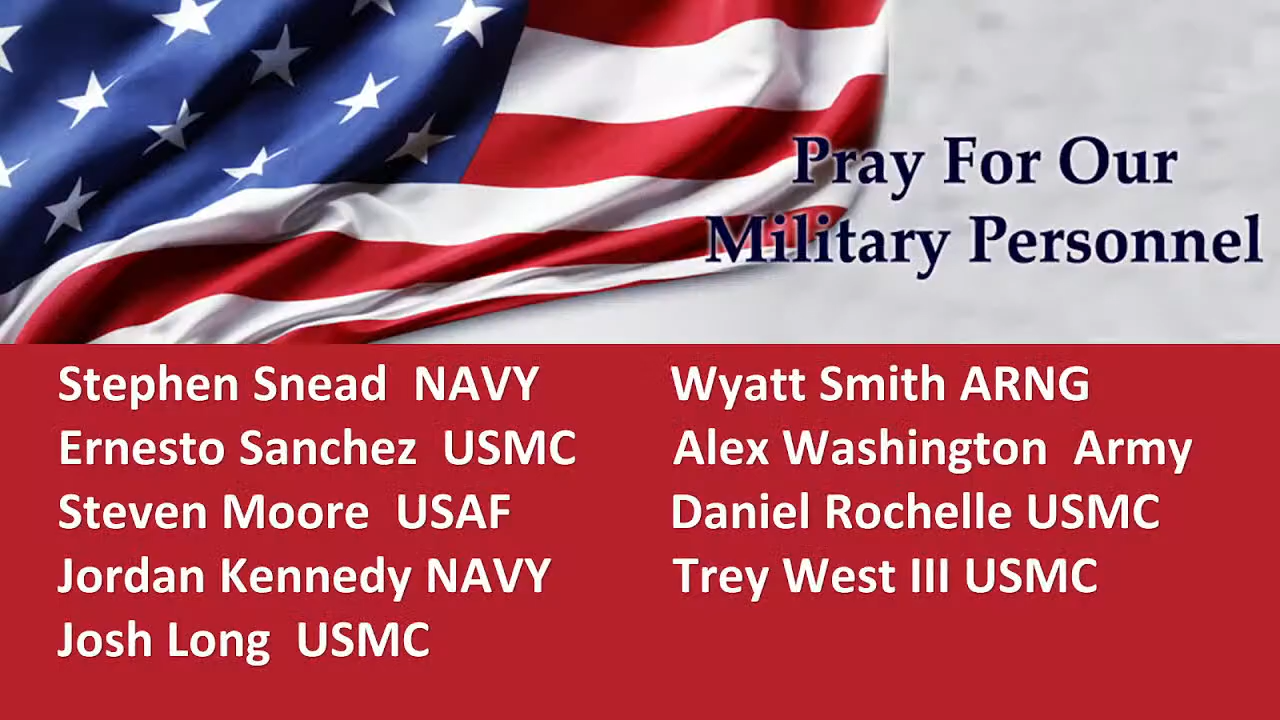 Pray For Our
Military Personnel
Stephen Snead NAVY
Ernesto Sanchez USMC
Steven Moore USAF
Jordan Kennedy NAVY
Josh Long USMC
Wyatt Smith ARNG
Alex Washington Army
Daniel Rochelle USMC
Trey West III USMC